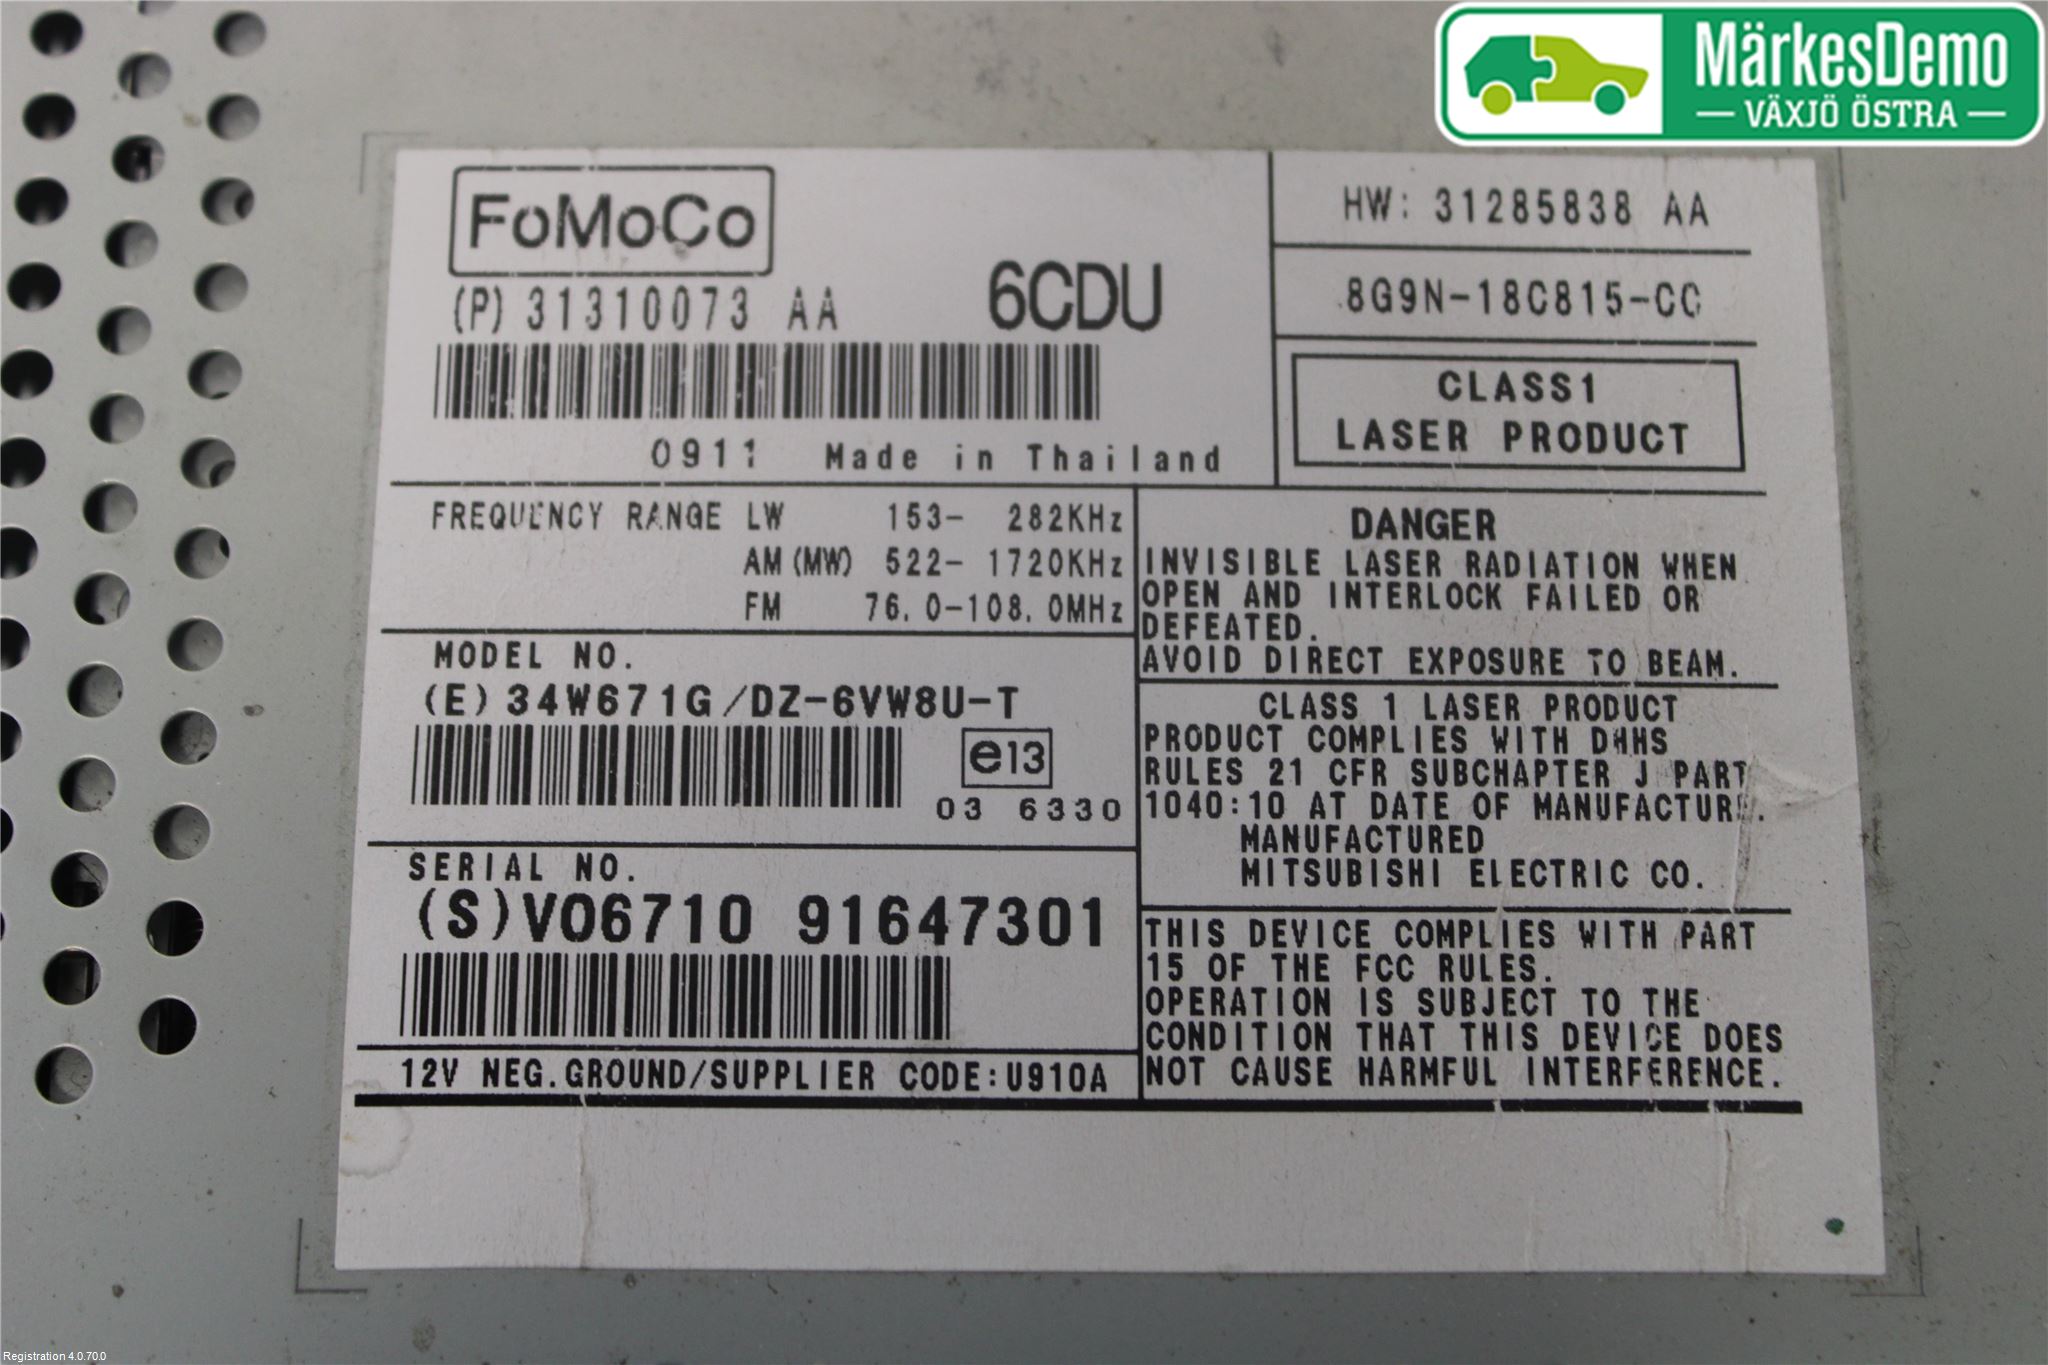 MärkesDemo
— VÄXJÖ ÖSTRA —
FoMoCo
(P) 31310073 AA
6CDU
0911 Made in Thailand
HW: 31285838 AA
8G9N-18C815-CC
CLASS1
LASER PRODUCT
FREQUENCY RANGE LW 153- 282KHz
AM (MW) 522- 1720KHz
FM 76.0-108.0MHz
MODEL NO.
(E) 34W671G/DZ-6VW8U-T
e13
03 6330
SERIAL NO.
(S) V06710 91647301
12V NEG.GROUND/SUPPLIER CODE:U910A
DANGER
INVISIBLE LASER RADIATION WHEN
OPEN AND INTERLOCK FAILED OR
DEFEATED.
AVOID DIRECT EXPOSURE TO BEAM.
CLASS 1 LASER PRODUCT
PRODUCT COMPLIES WITH DHHS
RULES 21 CFR SUBCHAPTER J PART
1040:10 AT DATE OF MANUFACTURE.
MANUFACTURED
MITSUBISHI ELECTRIC CO.
THIS DEVICE COMPLIES WITH PART
15 OF THE FCC RULES.
OPERATION IS SUBJECT TO THE
CONDITION THAT THIS DEVICE DOES
NOT CAUSE HARMFUL INTERFERENCE.
Registration 4.0.70.0